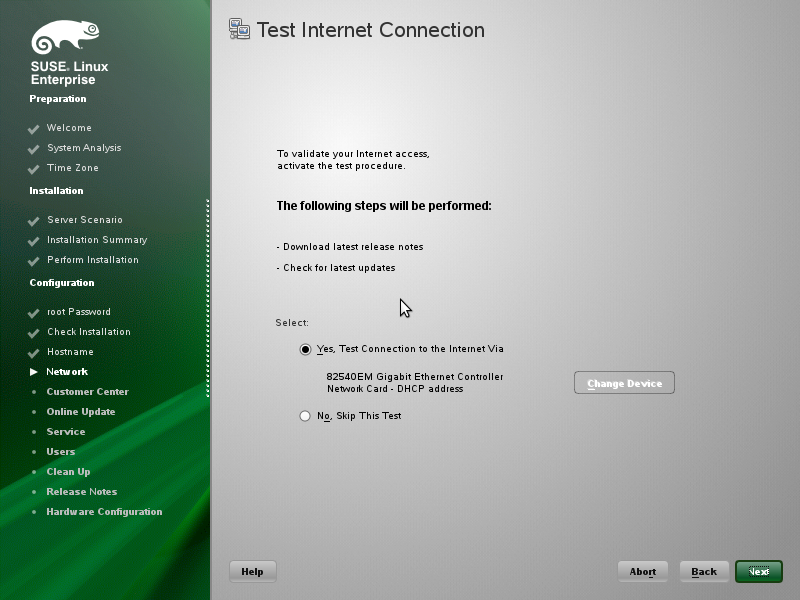 SUSE® Linux
Enterprise
Preparation
Welcome
System Analysis
Time Zone
Installation
Server Scenario
Installation Summary
Perform Installation
Configuration
root Password
Check Installation
Hostname
Network
Customer Center
Online Update
Service
Users
Clean Up
Release Notes
Hardware Configuration
Test Internet Connection
To validate your Internet access,
activate the test procedure.
The following steps will be performed:
- Download latest release notes
- Check for latest updates
Select:
Yes, Test Connection to the Internet Via
82540EM Gigabit Ethernet Controller
Network Card - DHCP address
Change Device
No, Skip This Test
Help
Abort
Back
Next